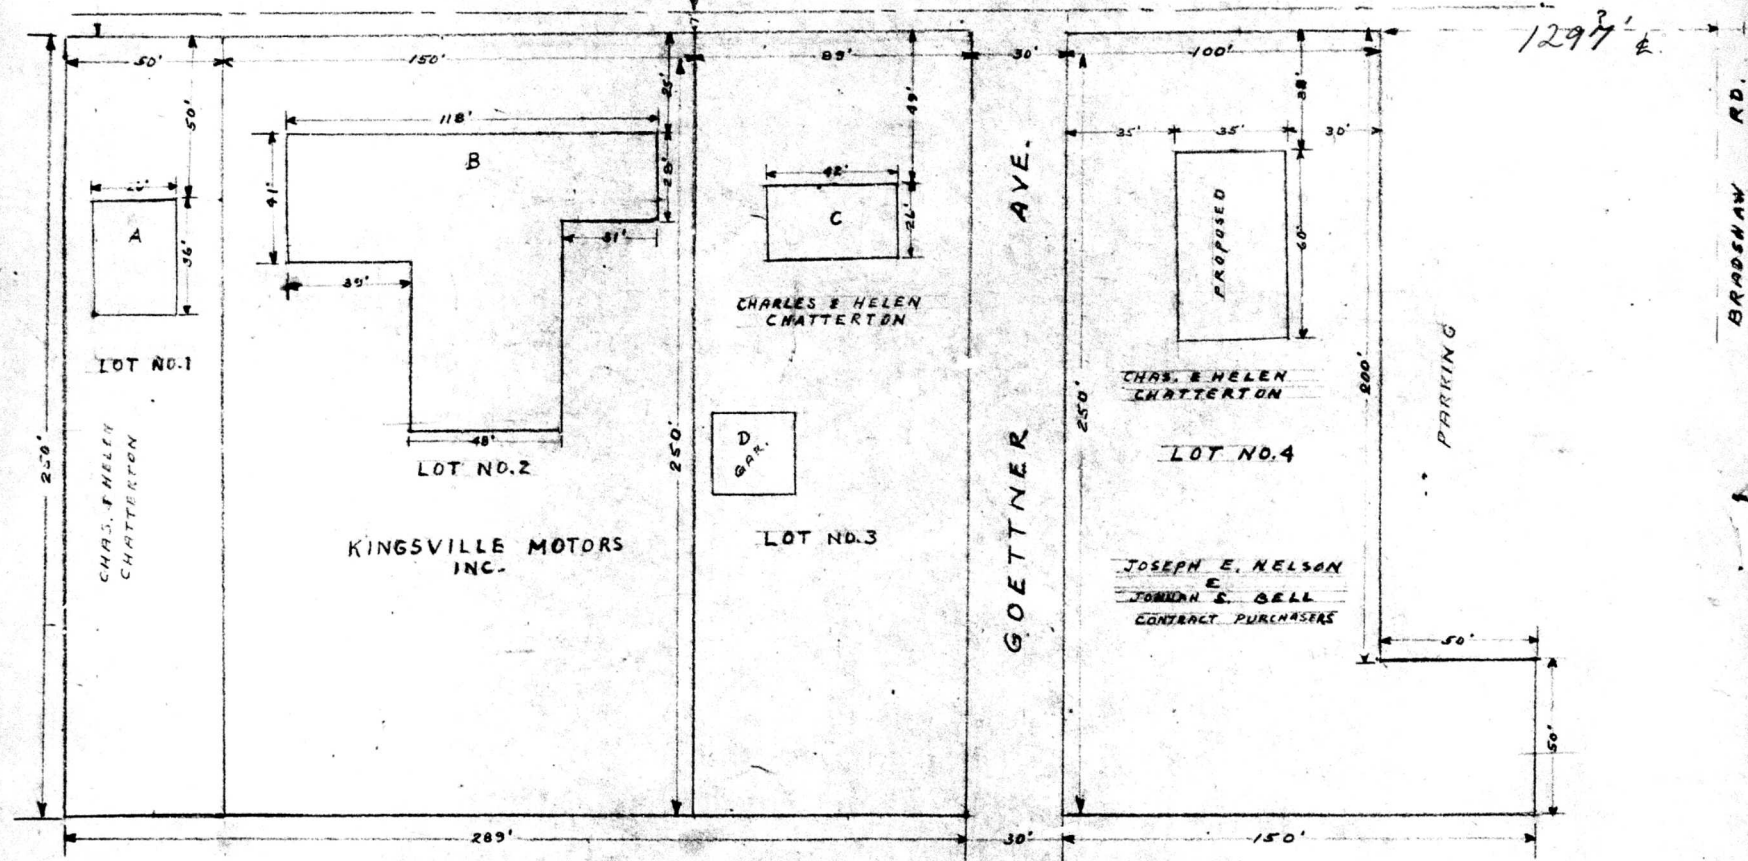 1297' ℄
?
50'
150'
89'
30'
100'
25'
38'
50'
118'
49'
35'
35'
30'
BRADSHAW RD.
B
28'
42'
41'
A
36'
C
26'
31'
39'
PROPOSED
60'
CHARLES & HELEN
CHATTERTON
LOT NO.1
CHAS. & HELEN
CHATTERTON
200'
PARKING
250'
CHAS. & HELEN
CHATTERTON
48'
LOT NO.2
250'
D
GAR.
GOETTNER AVE.
250'
LOT NO.4
KINGSVILLE MOTORS
INC.
LOT NO.3
JOSEPH E. NELSON
&
S. BELL
CONTRACT PURCHASERS
50'
50'
289'
30'
150'